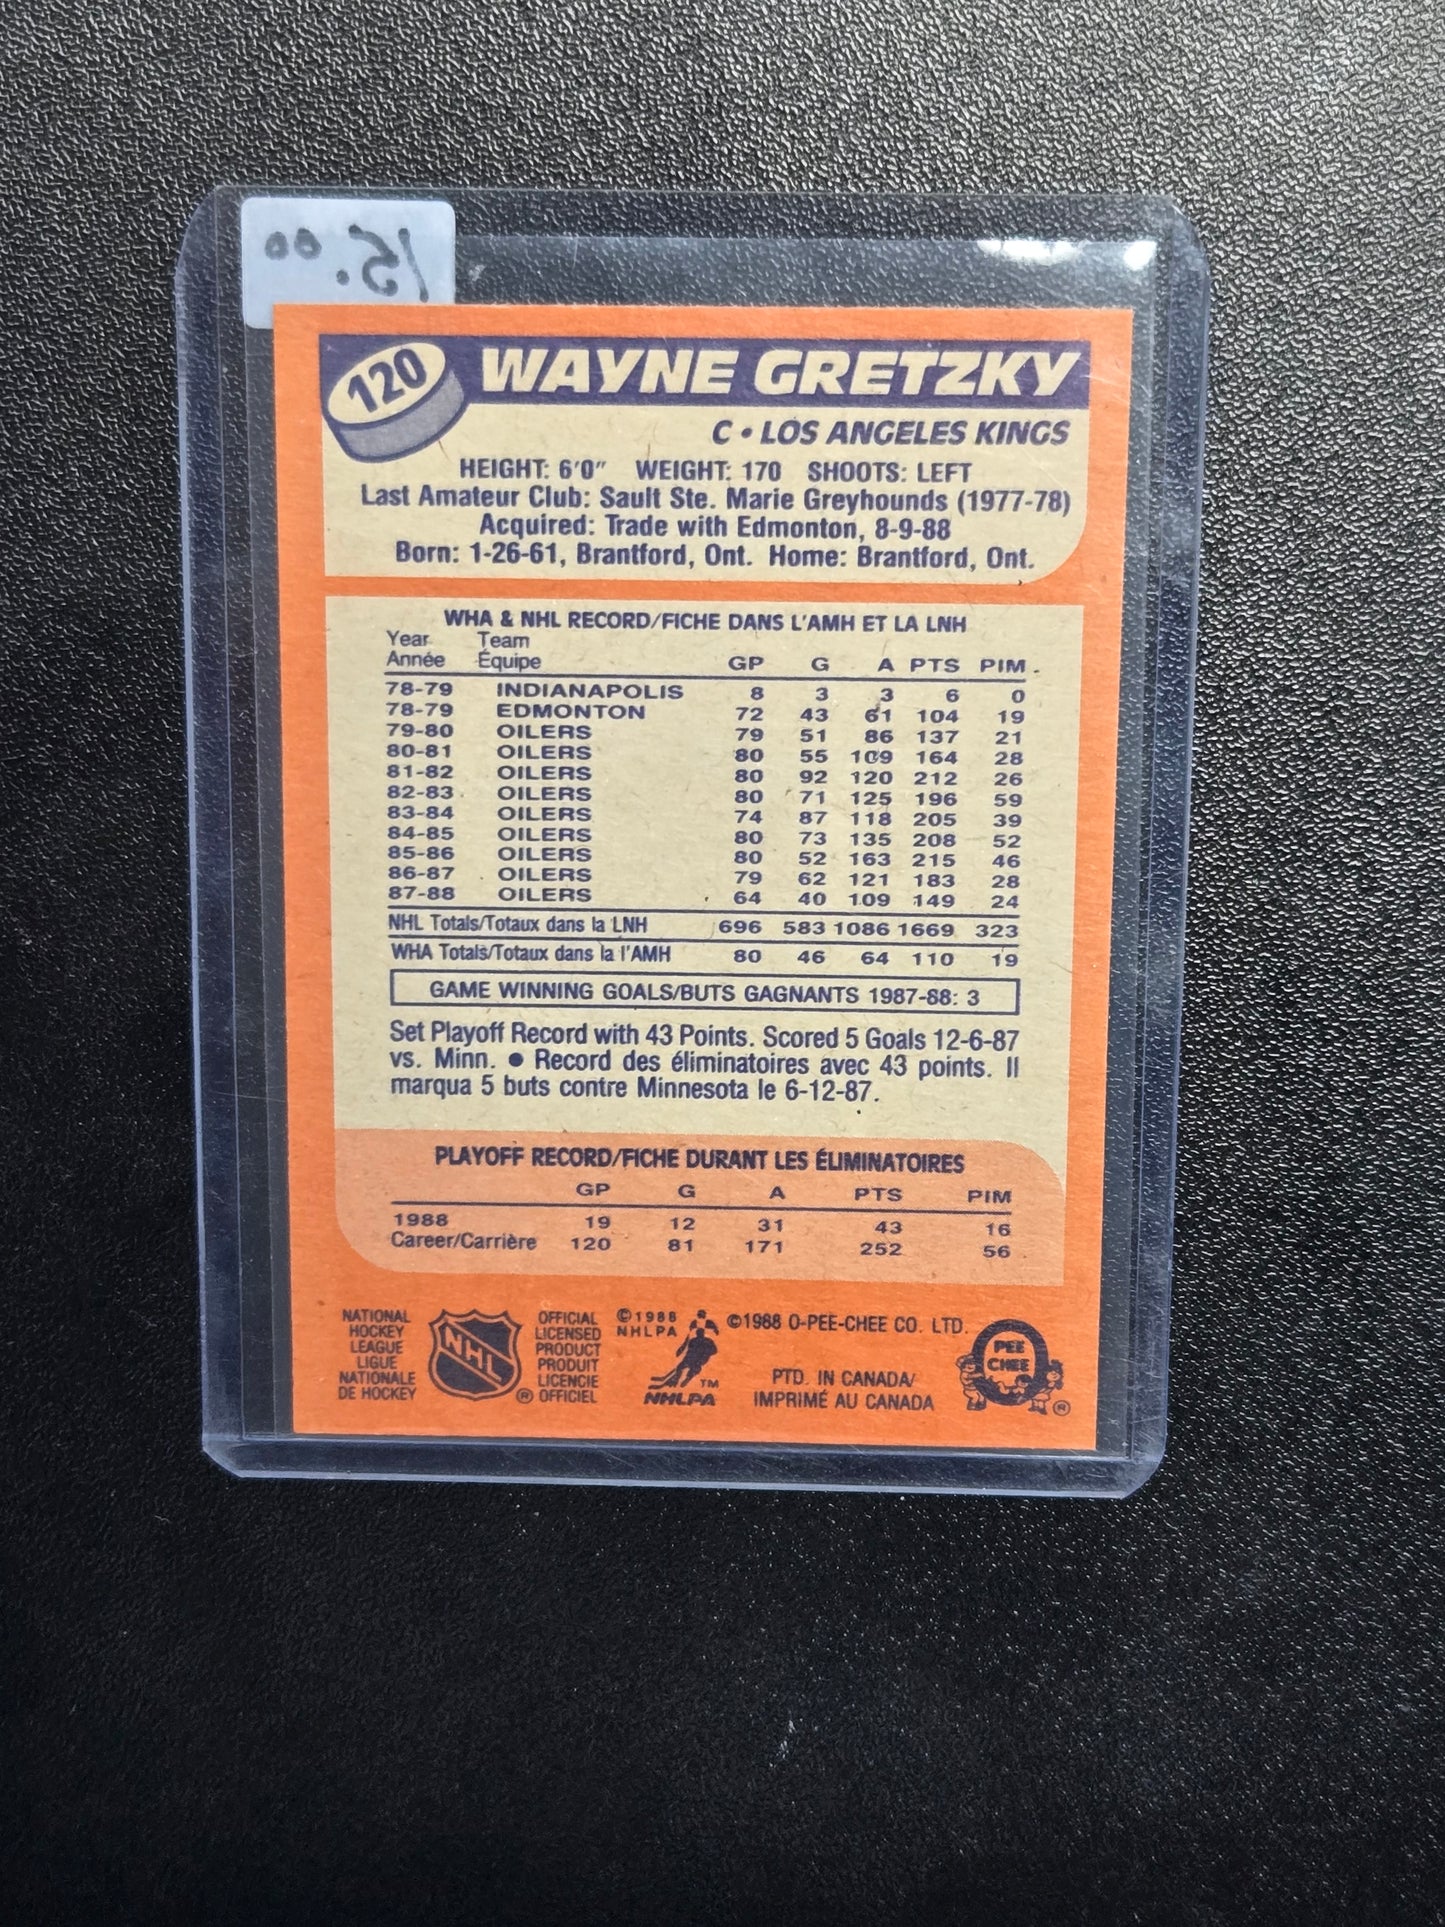 15.00
120
WAYNE GRETZKY
C • LOS ANGELES KINGS
HEIGHT: 6'0" WEIGHT: 170 SHOOTS: LEFT
Last Amateur Club: Sault Ste. Marie Greyhounds (1977-78)
Acquired: Trade with Edmonton, 8-9-88
Born: 1-26-61, Brantford, Ont. Home: Brantford, Ont.
WHA & NHL RECORD/FICHE DANS L'AMH ET LA LNH
Year Team
Année Équipe GP G A PTS PIM
78-79 INDIANAPOLIS 8 3 3 6 0
78-79 EDMONTON 72 43 61 104 19
79-80 OILERS 79 51 86 137 21
80-81 OILERS 80 55 109 164 28
81-82 OILERS 80 92 120 212 26
82-83 OILERS 80 71 125 196 59
83-84 OILERS 74 87 118 205 39
84-85 OILERS 80 73 135 208 52
85-86 OILERS 80 52 163 215 46
86-87 OILERS 79 62 121 183 28
87-88 OILERS 64 40 109 149 24
NHL Totals/Totaux dans la LNH 696 583 1086 1669 323
WHA Totals/Totaux dans la l'AMH 80 46 64 110 19
GAME WINNING GOALS/BUTS GAGNANTS 1987-88: 3
Set Playoff Record with 43 Points. Scored 5 Goals 12-6-87
vs. Minn. ● Record des éliminatoires avec 43 points. Il
marqua 5 buts contre Minnesota le 6-12-87.
PLAYOFF RECORD/FICHE DURANT LES ÉLIMINATOIRES
GP G A PTS PIM
1988 19 12 31 43 16
Career/Carrière 120 81 171 252 56
NATIONAL
HOCKEY
LEAGUE
LIGUE
NATIONALE
DE HOCKEY
NHL
®
OFFICIAL
LICENSED
PRODUCT
PRODUIT
LICENCIE
OFFICIEL
©1988
NHLPA
TM
NHLPA
©1988 O-PEE-CHEE CO. LTD.
PTD. IN CANADA/
IMPRIMÉ AU CANADA
PEE
CHEE
®